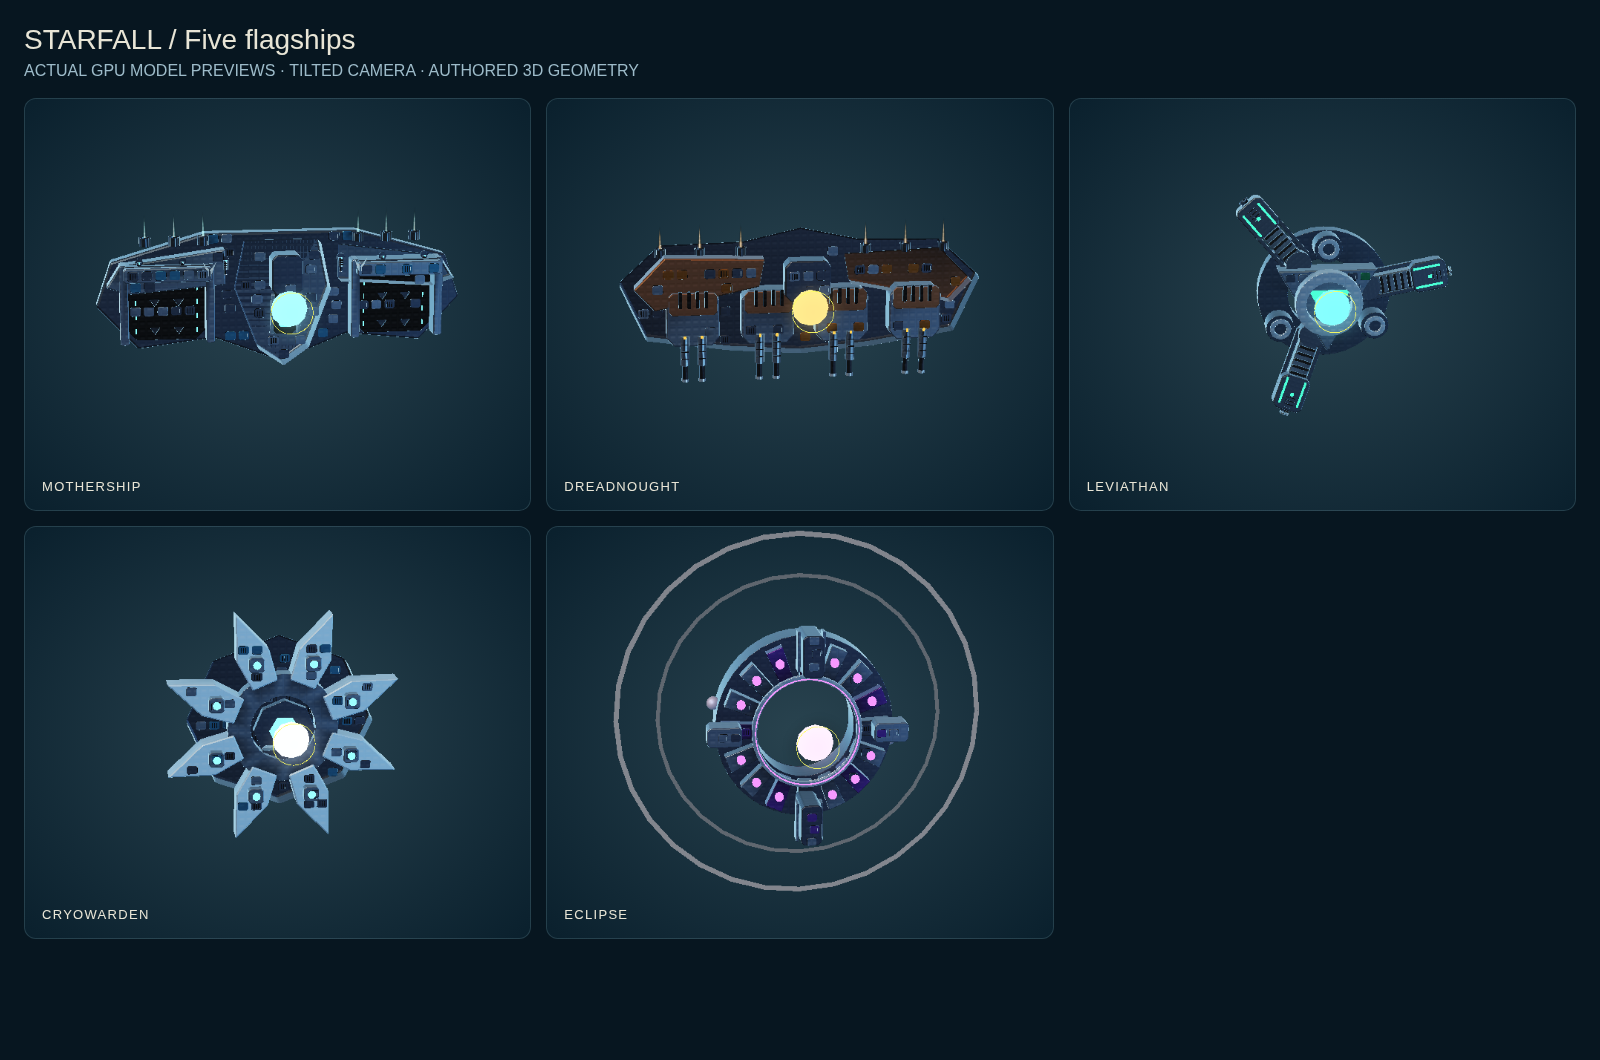 STARFALL / Five flagships
ACTUAL GPU MODEL PREVIEWS · TILTED CAMERA · AUTHORED 3D GEOMETRY
MOTHERSHIP
DREADNOUGHT
LEVIATHAN
CRYOWARDEN
ECLIPSE